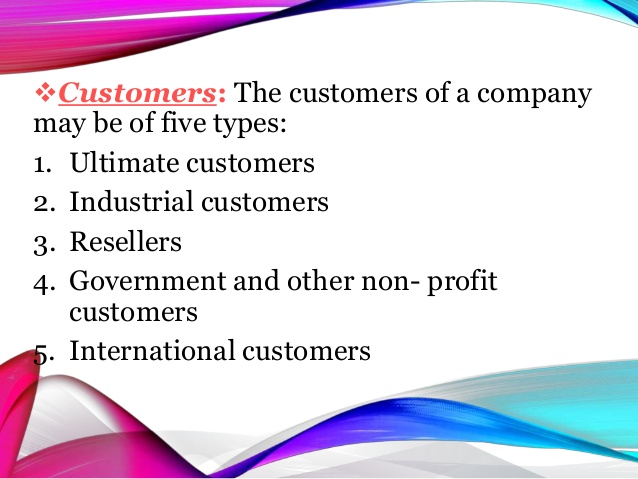 ❖Customers: The customers of a company
may be of five types:
1. Ultimate customers
2. Industrial customers
3. Resellers
4. Government and other non- profit
customers
5. International customers